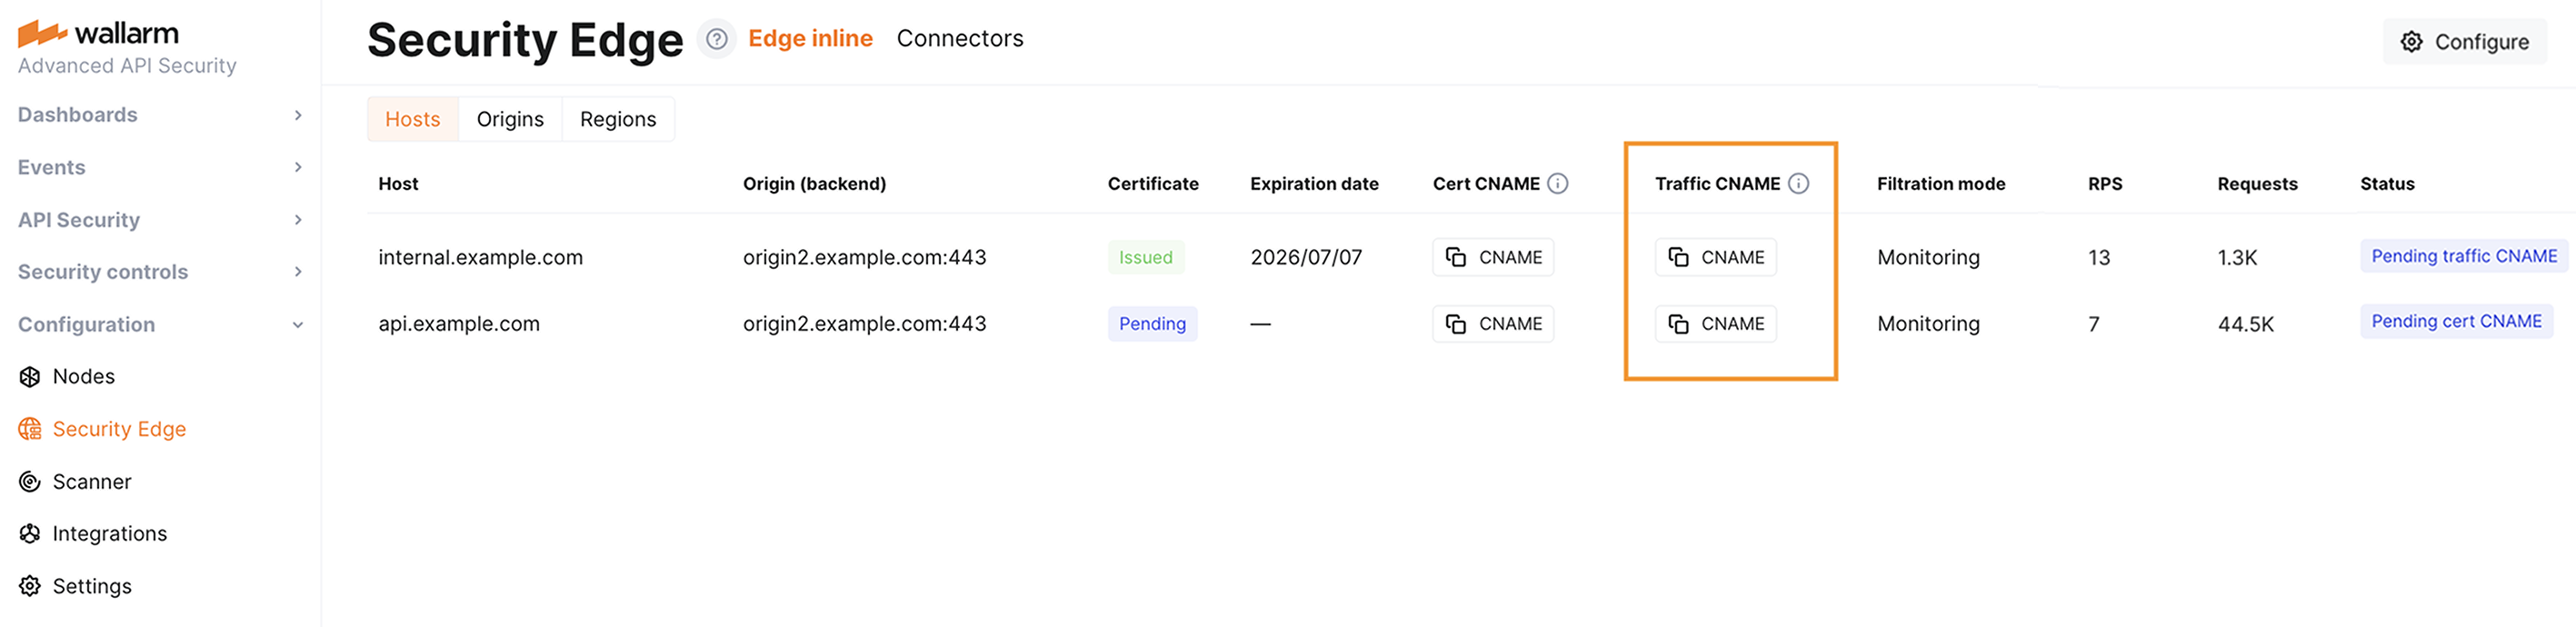 wallarm
Advanced API Security
Dashboards
Events
API Security
Security controls
Configuration
Nodes
Security Edge
Scanner
Integrations
Settings
Security Edge ? Edge inline Connectors
Configure
Hosts Origins Regions
Host Origin (backend) Certificate Expiration date Cert CNAME Traffic CNAME Filtration mode RPS Requests Status
internal.example.com origin2.example.com:443 Issued 2026/07/07 CNAME CNAME Monitoring 13 1.3K Pending traffic CNAME
api.example.com origin2.example.com:443 Pending — CNAME CNAME Monitoring 7 44.5K Pending cert CNAME